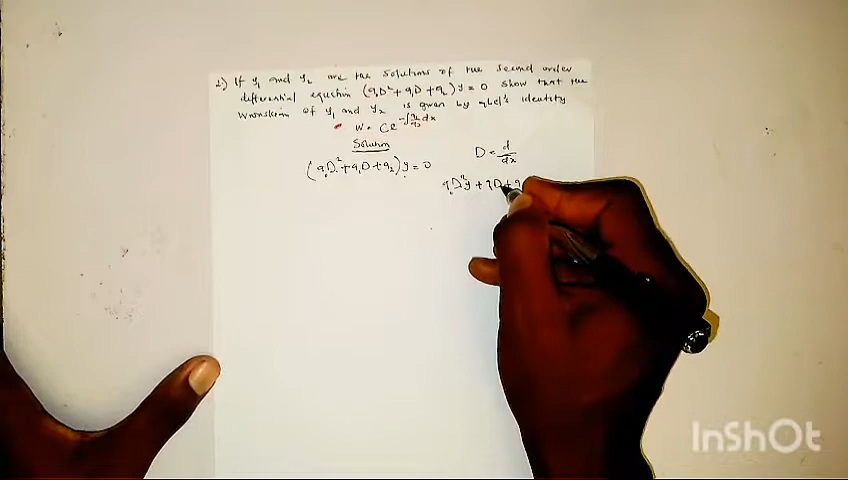 2) If y₁ and y₂ are the solutions of the second order
differential equation (a₀D² + a₁D + a₂) y = 0 show that the
Wronskian of y₁ and y₂ is given by Abel's identity
W = C e^{-∫ a₁/a₀ dx}
Solution
(a₀D² + a₁D + a₂) y = 0
D = d/dx
a₀D²y + a₁D +
InShOt